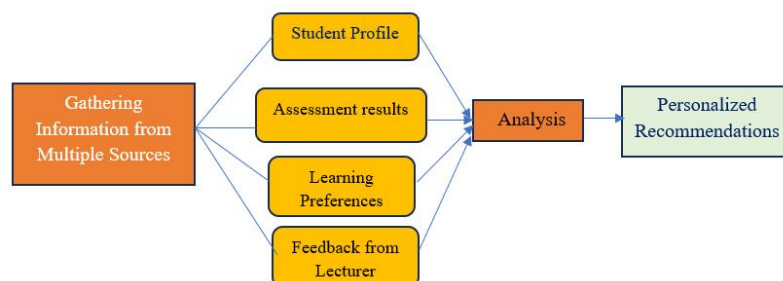 Gathering
Information from
Multiple Sources
Student Profile
Assessment results
Learning
Preferences
Feedback from
Lecturer
Analysis
Personalized
Recommendations